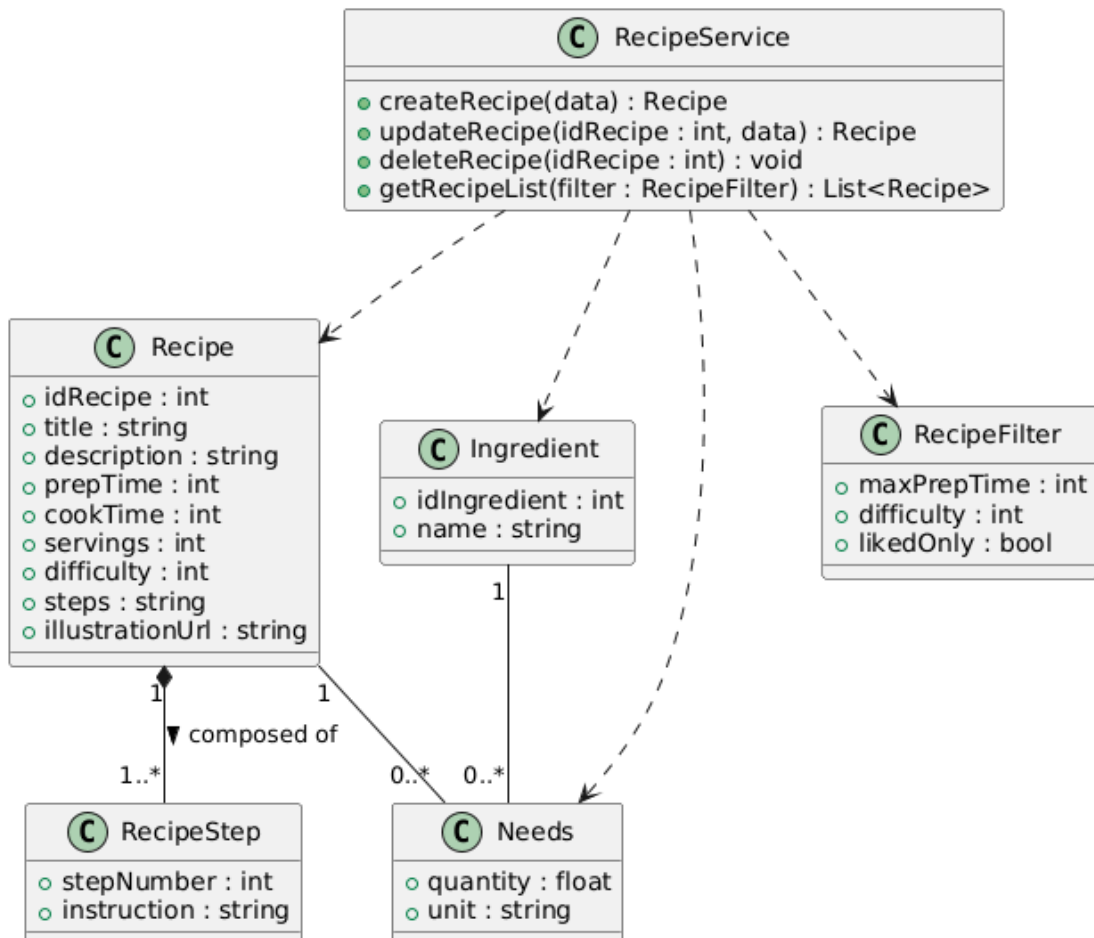 C RecipeService
createRecipe(data) : Recipe
updateRecipe(idRecipe : int, data) : Recipe
deleteRecipe(idRecipe : int) : void
getRecipeList(filter : RecipeFilter) : List<Recipe>
C Recipe
idRecipe : int
title : string
description : string
prepTime : int
cookTime : int
servings : int
difficulty : int
steps : string
illustrationUrl : string
C Ingredient
idIngredient : int
name : string
C RecipeFilter
maxPrepTime : int
difficulty : int
likedOnly : bool
1
1
1
composed of
1..*
0..*
0..*
C RecipeStep
stepNumber : int
instruction : string
C Needs
quantity : float
unit : string